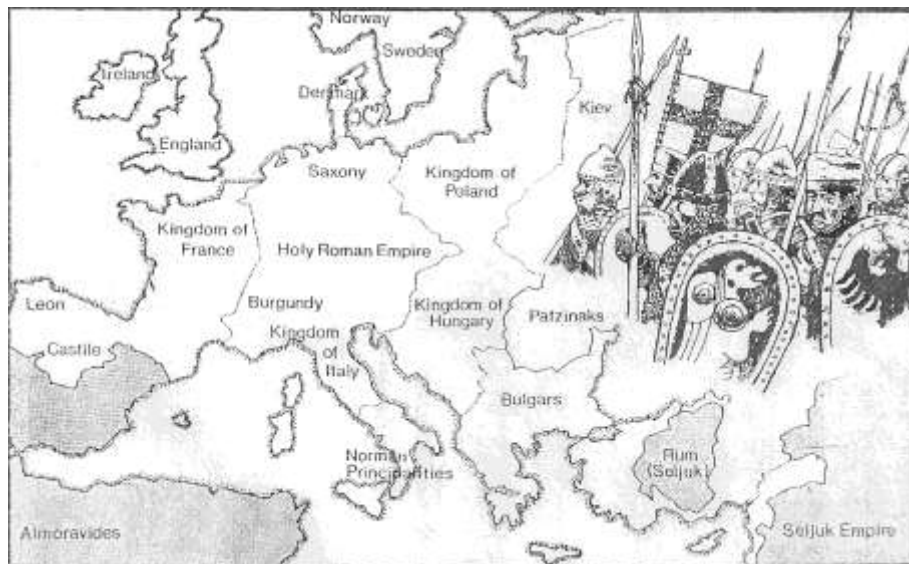 Norway
Sweden
Ireland
Denmark
Kiev
England
Saxony
Kingdom of
Poland
Kingdom of
France
Holy Roman Empire
Leon
Burgundy
Kingdom of
Hungary
Patzinaks
Castile
Kingdom
of
Italy
Bulgars
Norman
Principalities
Rum
(Seljuk)
Almoravides
Seljuk Empire